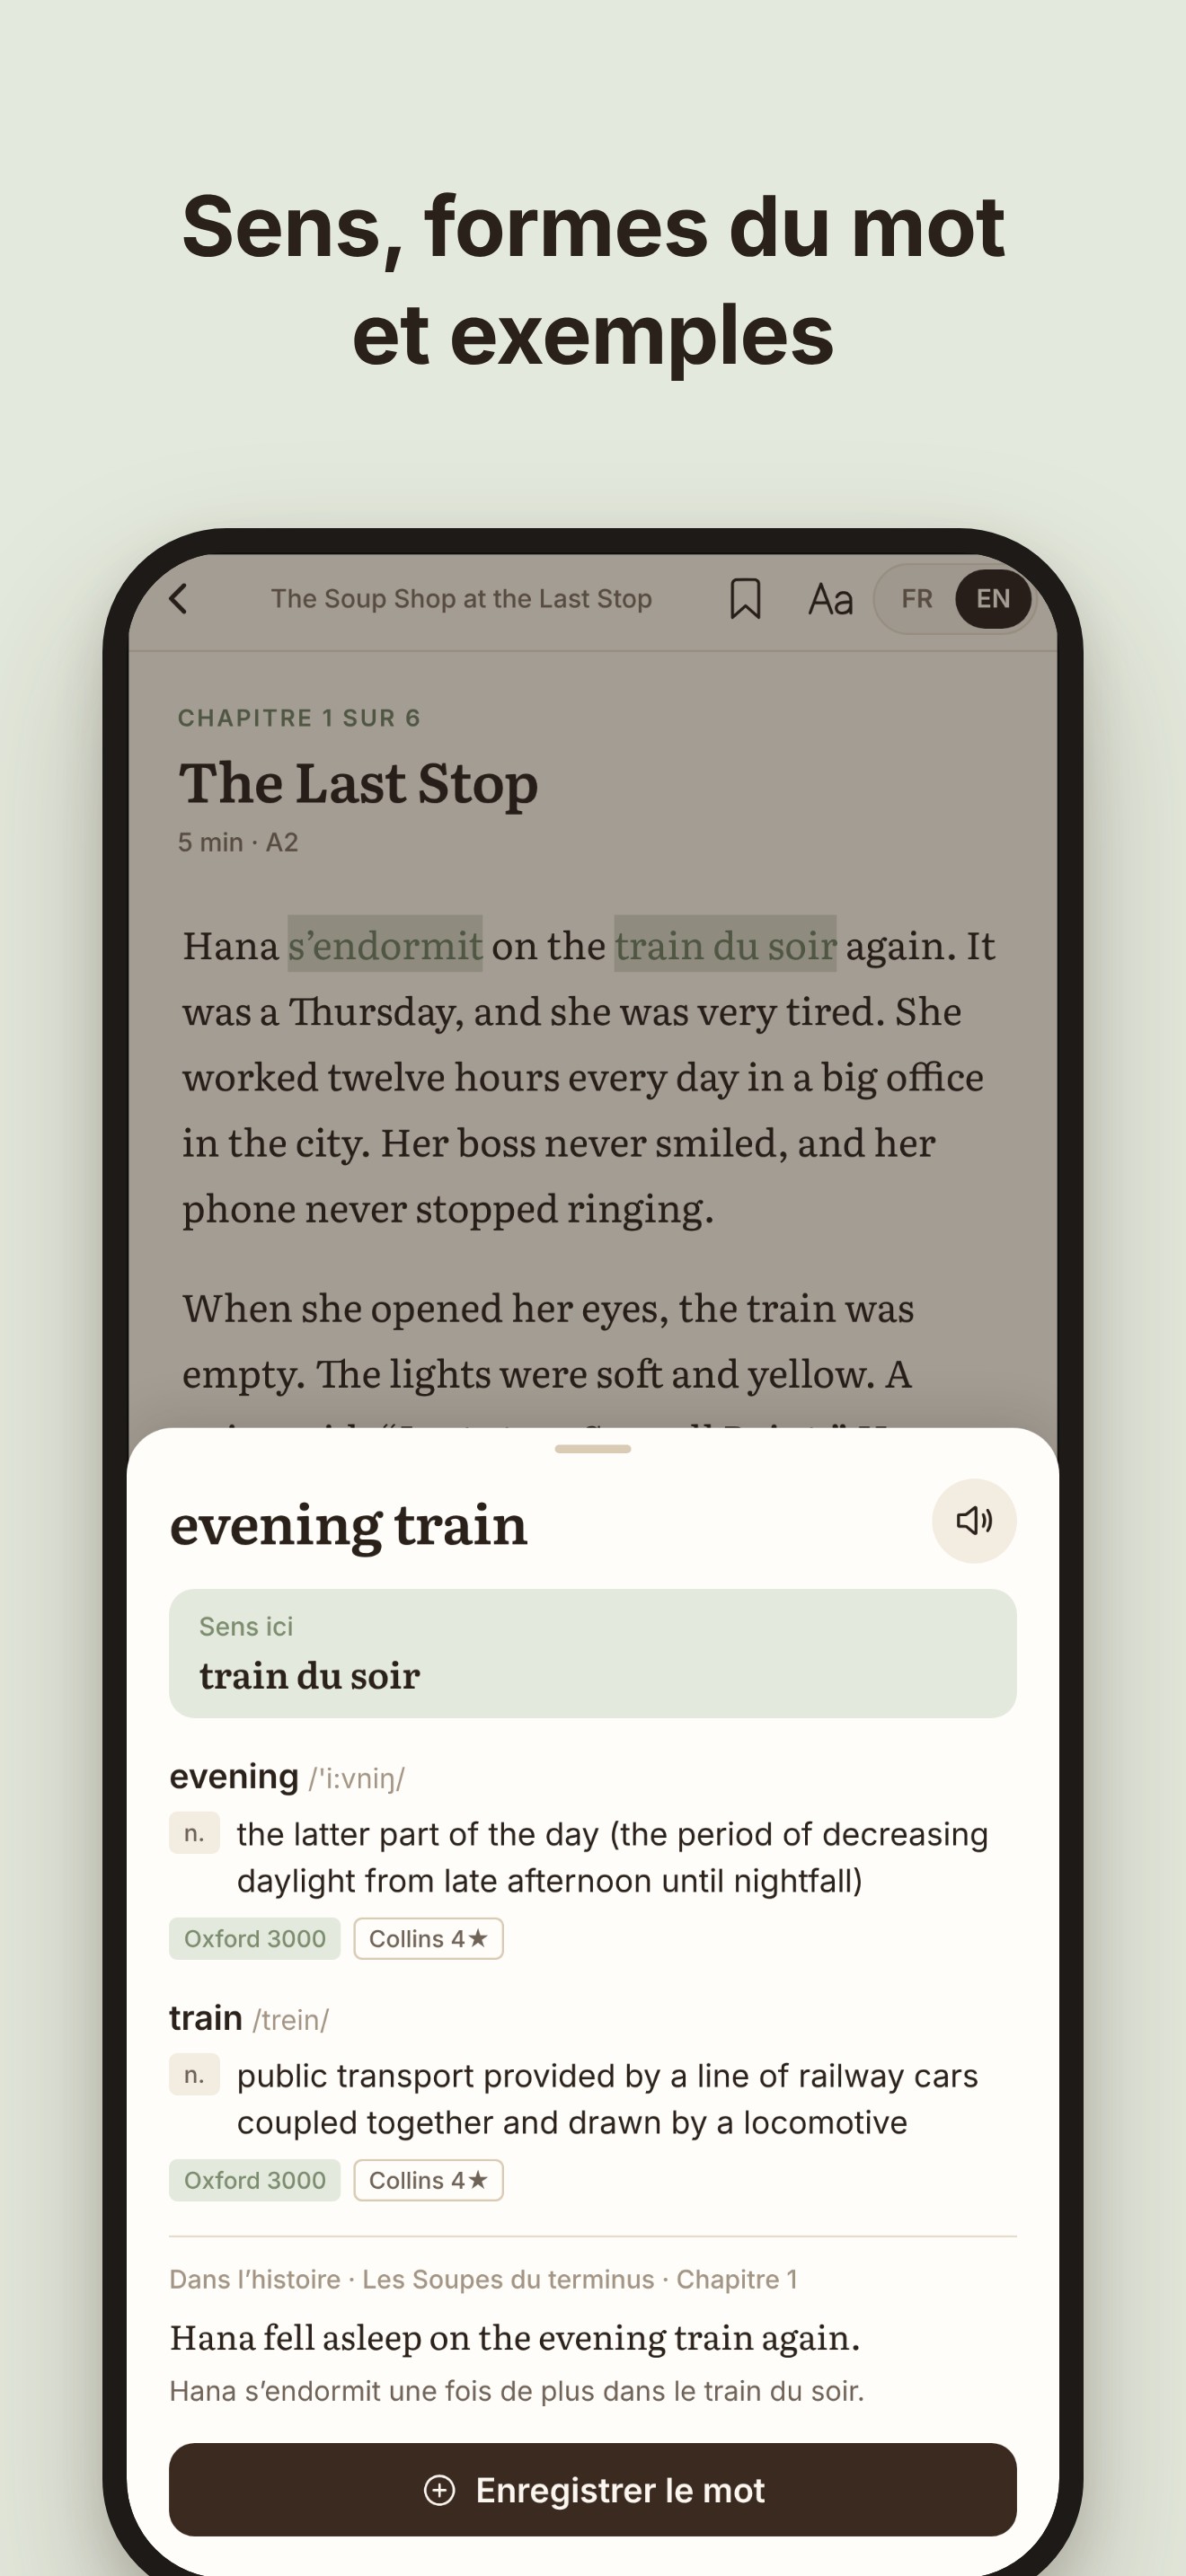 Sens, formes du mot
et exemples
The Soup Shop at the Last Stop
Aa
FR
EN
CHAPITRE 1 SUR 6
The Last Stop
5 min · A2
Hana s’endormit on the train du soir again. It
was a Thursday, and she was very tired. She
worked twelve hours every day in a big office
in the city. Her boss never smiled, and her
phone never stopped ringing.
When she opened her eyes, the train was
empty. The lights were soft and yellow. A
evening train
Sens ici
train du soir
evening /'i:vniŋ/
n. the latter part of the day (the period of decreasing
daylight from late afternoon until nightfall)
Oxford 3000 Collins 4★
train /trein/
n. public transport provided by a line of railway cars
coupled together and drawn by a locomotive
Oxford 3000 Collins 4★
Dans l’histoire · Les Soupes du terminus · Chapitre 1
Hana fell asleep on the evening train again.
Hana s’endormit une fois de plus dans le train du soir.
Enregistrer le mot